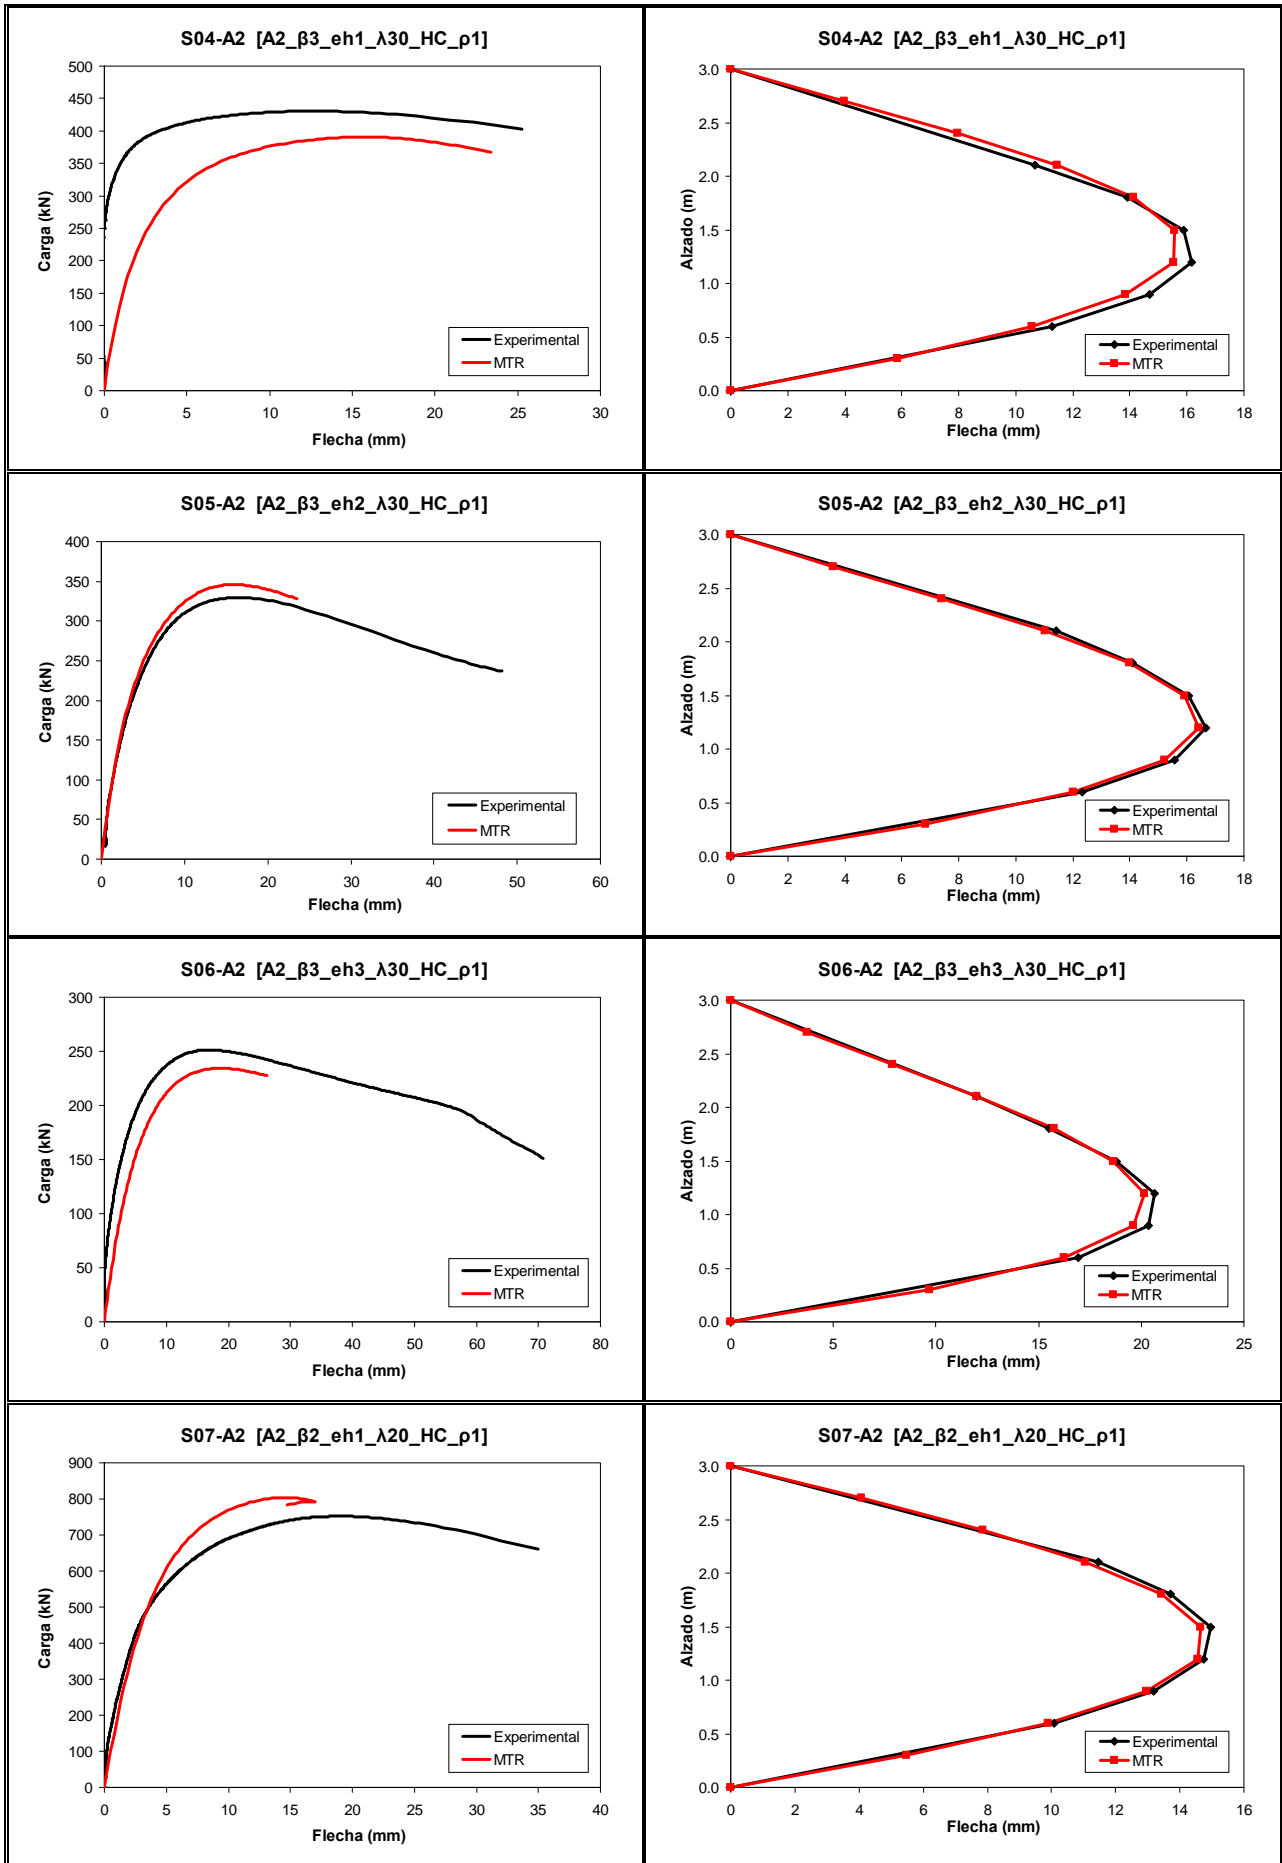 S04-A2 [A2_β3_eh1_λ30_HC_ρ1]
500
450
400
350
300
250
200
150
100
50
0
Carga (kN)
Experimental
MTR
0 5 10 15 20 25 30
Flecha (mm)
S04-A2 [A2_β3_eh1_λ30_HC_ρ1]
3.0
2.5
2.0
1.5
1.0
0.5
0.0
Alzado (m)
Experimental
MTR
0 2 4 6 8 10 12 14 16 18
Flecha (mm)
S05-A2 [A2_β3_eh2_λ30_HC_ρ1]
400
350
300
250
200
150
100
50
0
Carga (kN)
Experimental
MTR
0 10 20 30 40 50 60
Flecha (mm)
S05-A2 [A2_β3_eh2_λ30_HC_ρ1]
3.0
2.5
2.0
1.5
1.0
0.5
0.0
Alzado (m)
Experimental
MTR
0 2 4 6 8 10 12 14 16 18
Flecha (mm)
S06-A2 [A2_β3_eh3_λ30_HC_ρ1]
300
250
200
150
100
50
0
Carga (kN)
Experimental
MTR
0 10 20 30 40 50 60 70 80
Flecha (mm)
S06-A2 [A2_β3_eh3_λ30_HC_ρ1]
3.0
2.5
2.0
1.5
1.0
0.5
0.0
Alzado (m)
Experimental
MTR
0 5 10 15 20 25
Flecha (mm)
S07-A2 [A2_β2_eh1_λ20_HC_ρ1]
900
800
700
600
500
400
300
200
100
0
Carga (kN)
Experimental
MTR
0 5 10 15 20 25 30 35 40
Flecha (mm)
S07-A2 [A2_β2_eh1_λ20_HC_ρ1]
3.0
2.5
2.0
1.5
1.0
0.5
0.0
Alzado (m)
Experimental
MTR
0 2 4 6 8 10 12 14 16
Flecha (mm)